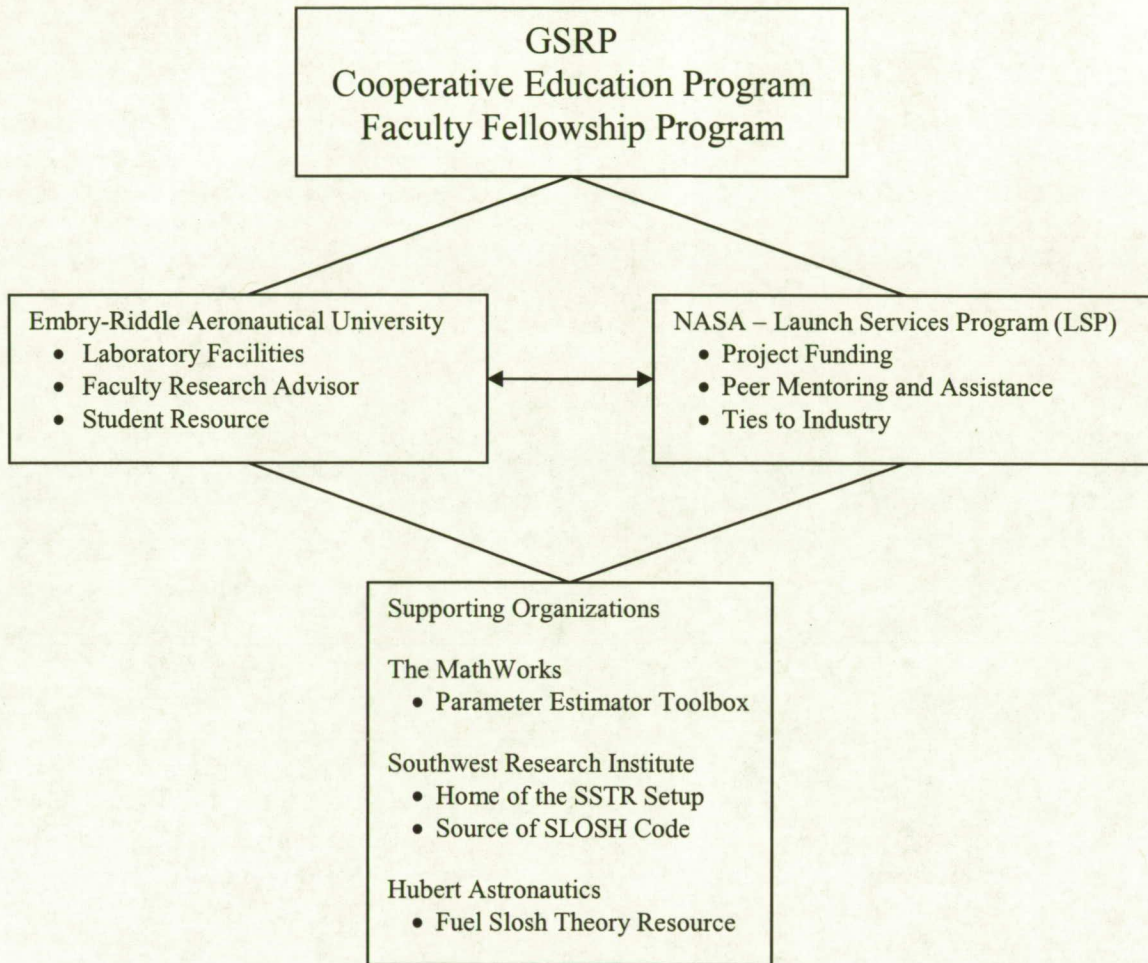 GSRP
Cooperative Education Program
Faculty Fellowship Program
Embry-Riddle Aeronautical University
• Laboratory Facilities
• Faculty Research Advisor
• Student Resource
NASA – Launch Services Program (LSP)
• Project Funding
• Peer Mentoring and Assistance
• Ties to Industry
Supporting Organizations
The MathWorks
• Parameter Estimator Toolbox
Southwest Research Institute
• Home of the SSTR Setup
• Source of SLOSH Code
Hubert Astronautics
• Fuel Slosh Theory Resource